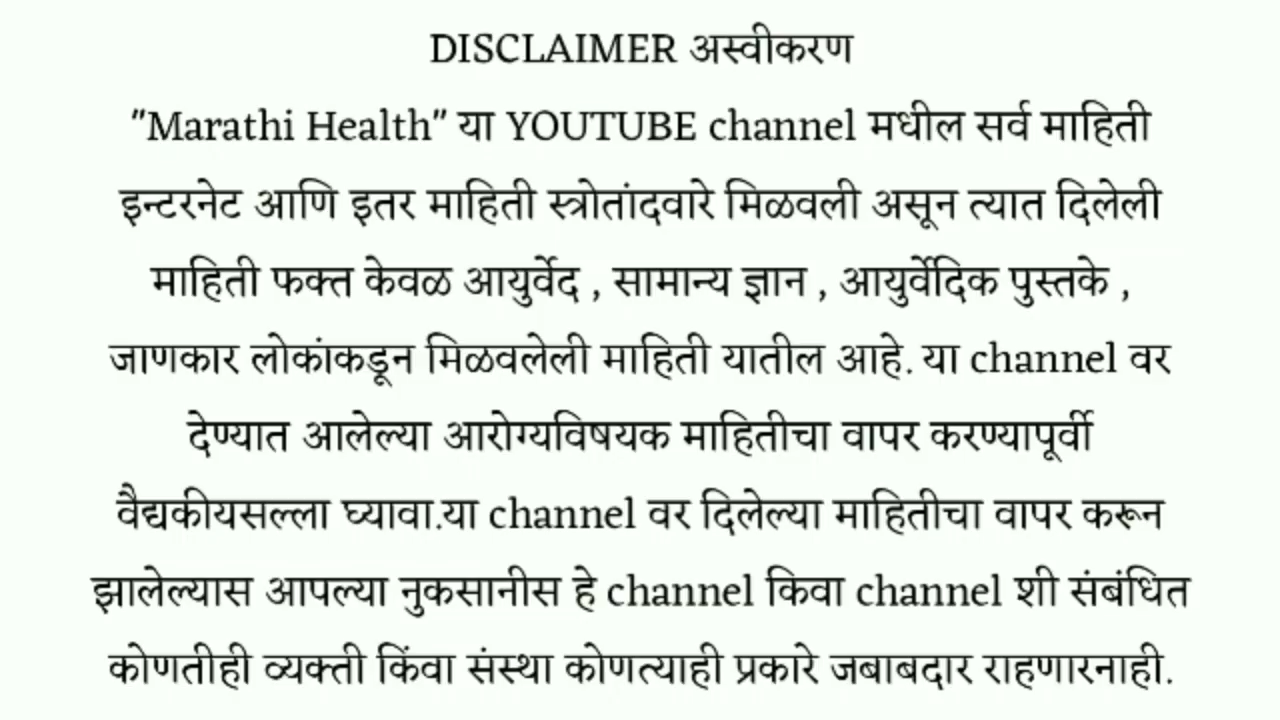 DISCLAIMER अस्वीकरण
"Marathi Health" या YOUTUBE channel मधील सर्व माहिती
इन्टरनेट आणि इतर माहिती स्त्रोतांदवारे मिळवली असून त्यात दिलेली
माहिती फक्त केवळ आयुर्वेद , सामान्य ज्ञान , आयुर्वेदिक पुस्तके ,
जाणकार लोकांकडून मिळवलेली माहिती यातील आहे. या channel वर
देण्यात आलेल्या आरोग्यविषयक माहितीचा वापर करण्यापूर्वी
वैद्यकीयसल्ला घ्यावा.या channel वर दिलेल्या माहितीचा वापर करून
झालेल्यास आपल्या नुकसानीस हे channel किवा channel शी संबंधित
कोणतीही व्यक्ती किंवा संस्था कोणत्याही प्रकारे जबाबदार राहणारनाही.